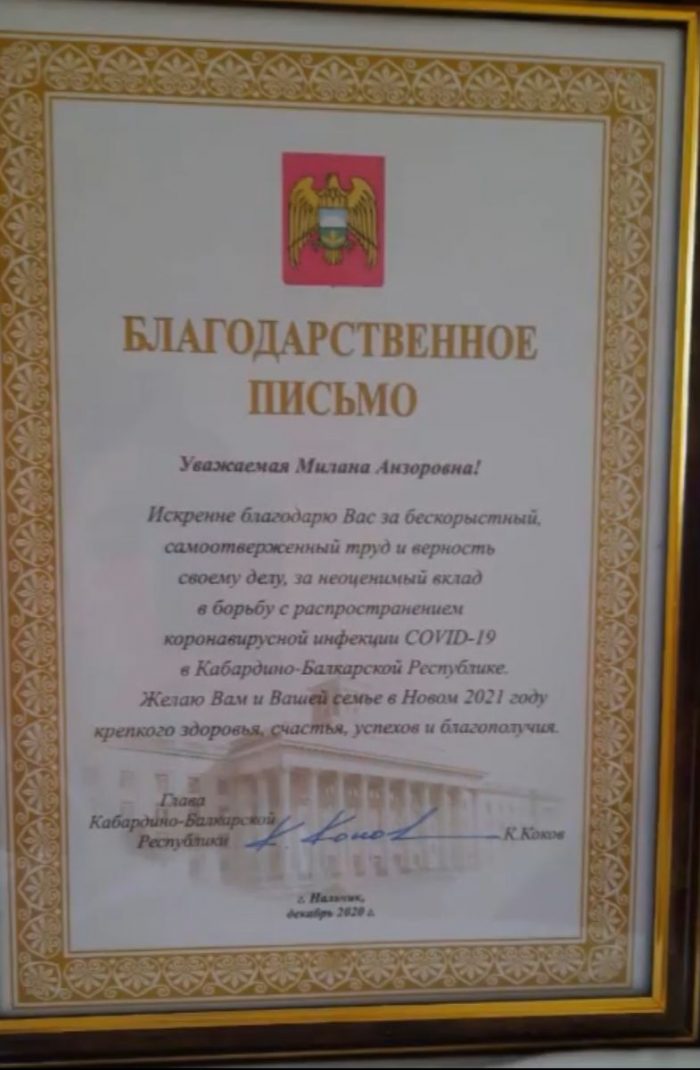 БЛАГОДАРСТВЕННОЕ
ПИСЬМО
Уважаемая Милана Анзоровна!
Искренне благодарю Вас за бескорыстный,
самоотверженный труд и верность
своему делу, за неоценимый вклад
в борьбу с распространением
коронавирусной инфекции COVID-19
в Кабардино-Балкарской Республике.
Желаю Вам и Вашей семье в Новом 2021 году
крепкого здоровья, счастья, успехов и благополучия.
Глава
Кабардино-Балкарской
Республики К. Коков К.Коков
г. Нальчик,
декабрь 2020 г.